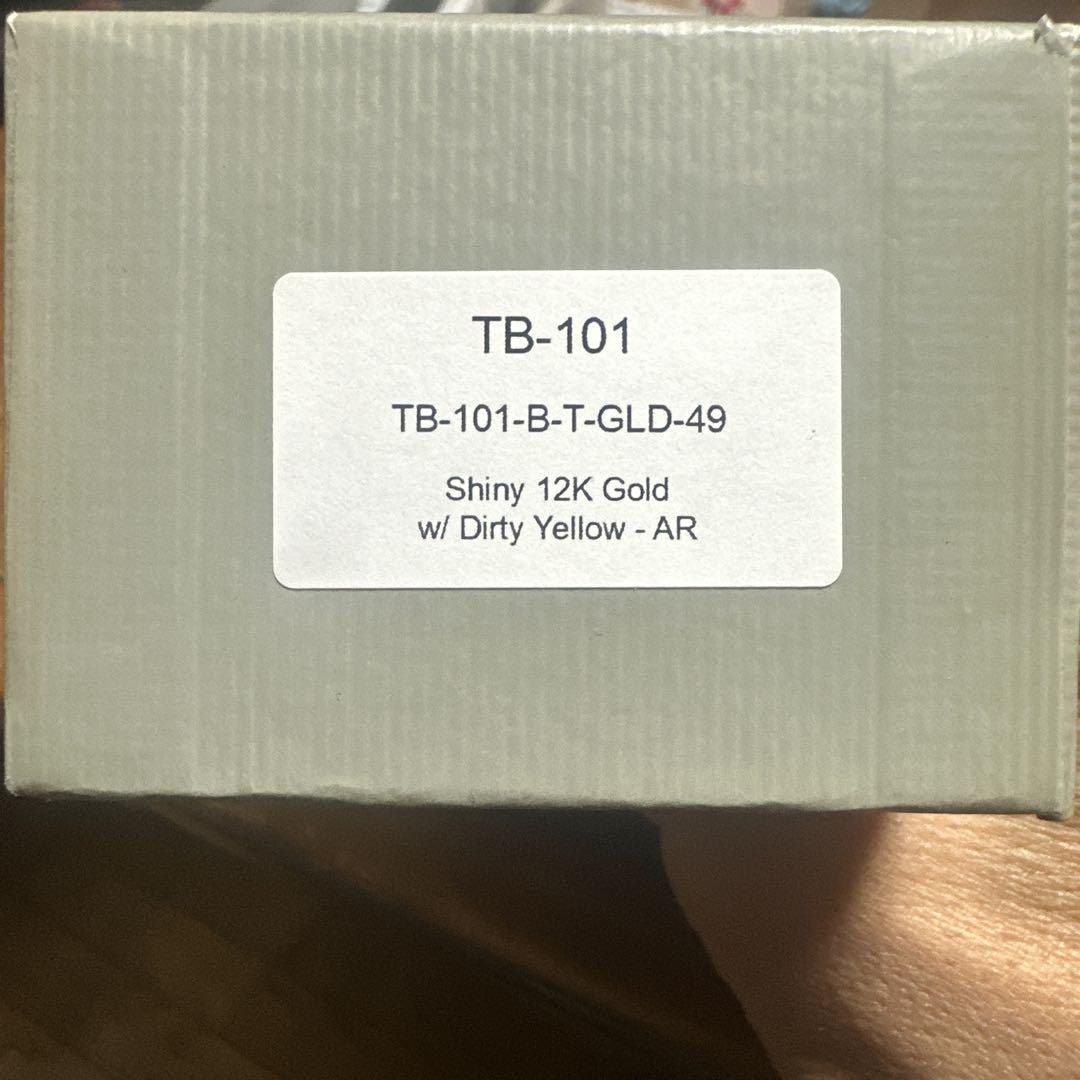 TB-101
TB-101-B-T-GLD-49
Shiny 12K Gold
w/ Dirty Yellow - AR